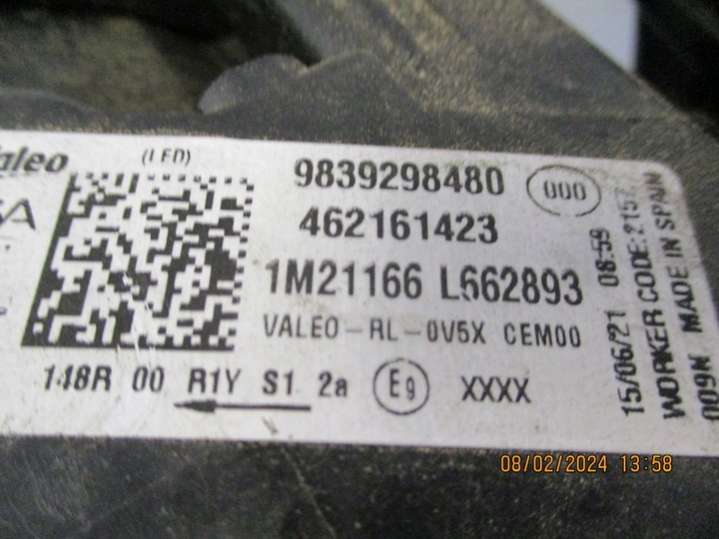 Valeo (LED) 9839298480 000
462161423
1M21166 L662893
VALEO-RL-0V5X CEM00
148R 00 R1Y S1 2a E9 XXXX
15/06/21 08:59
WORKER CODE:2157
009N MADE IN SPAIN
08/02/2024 13:58